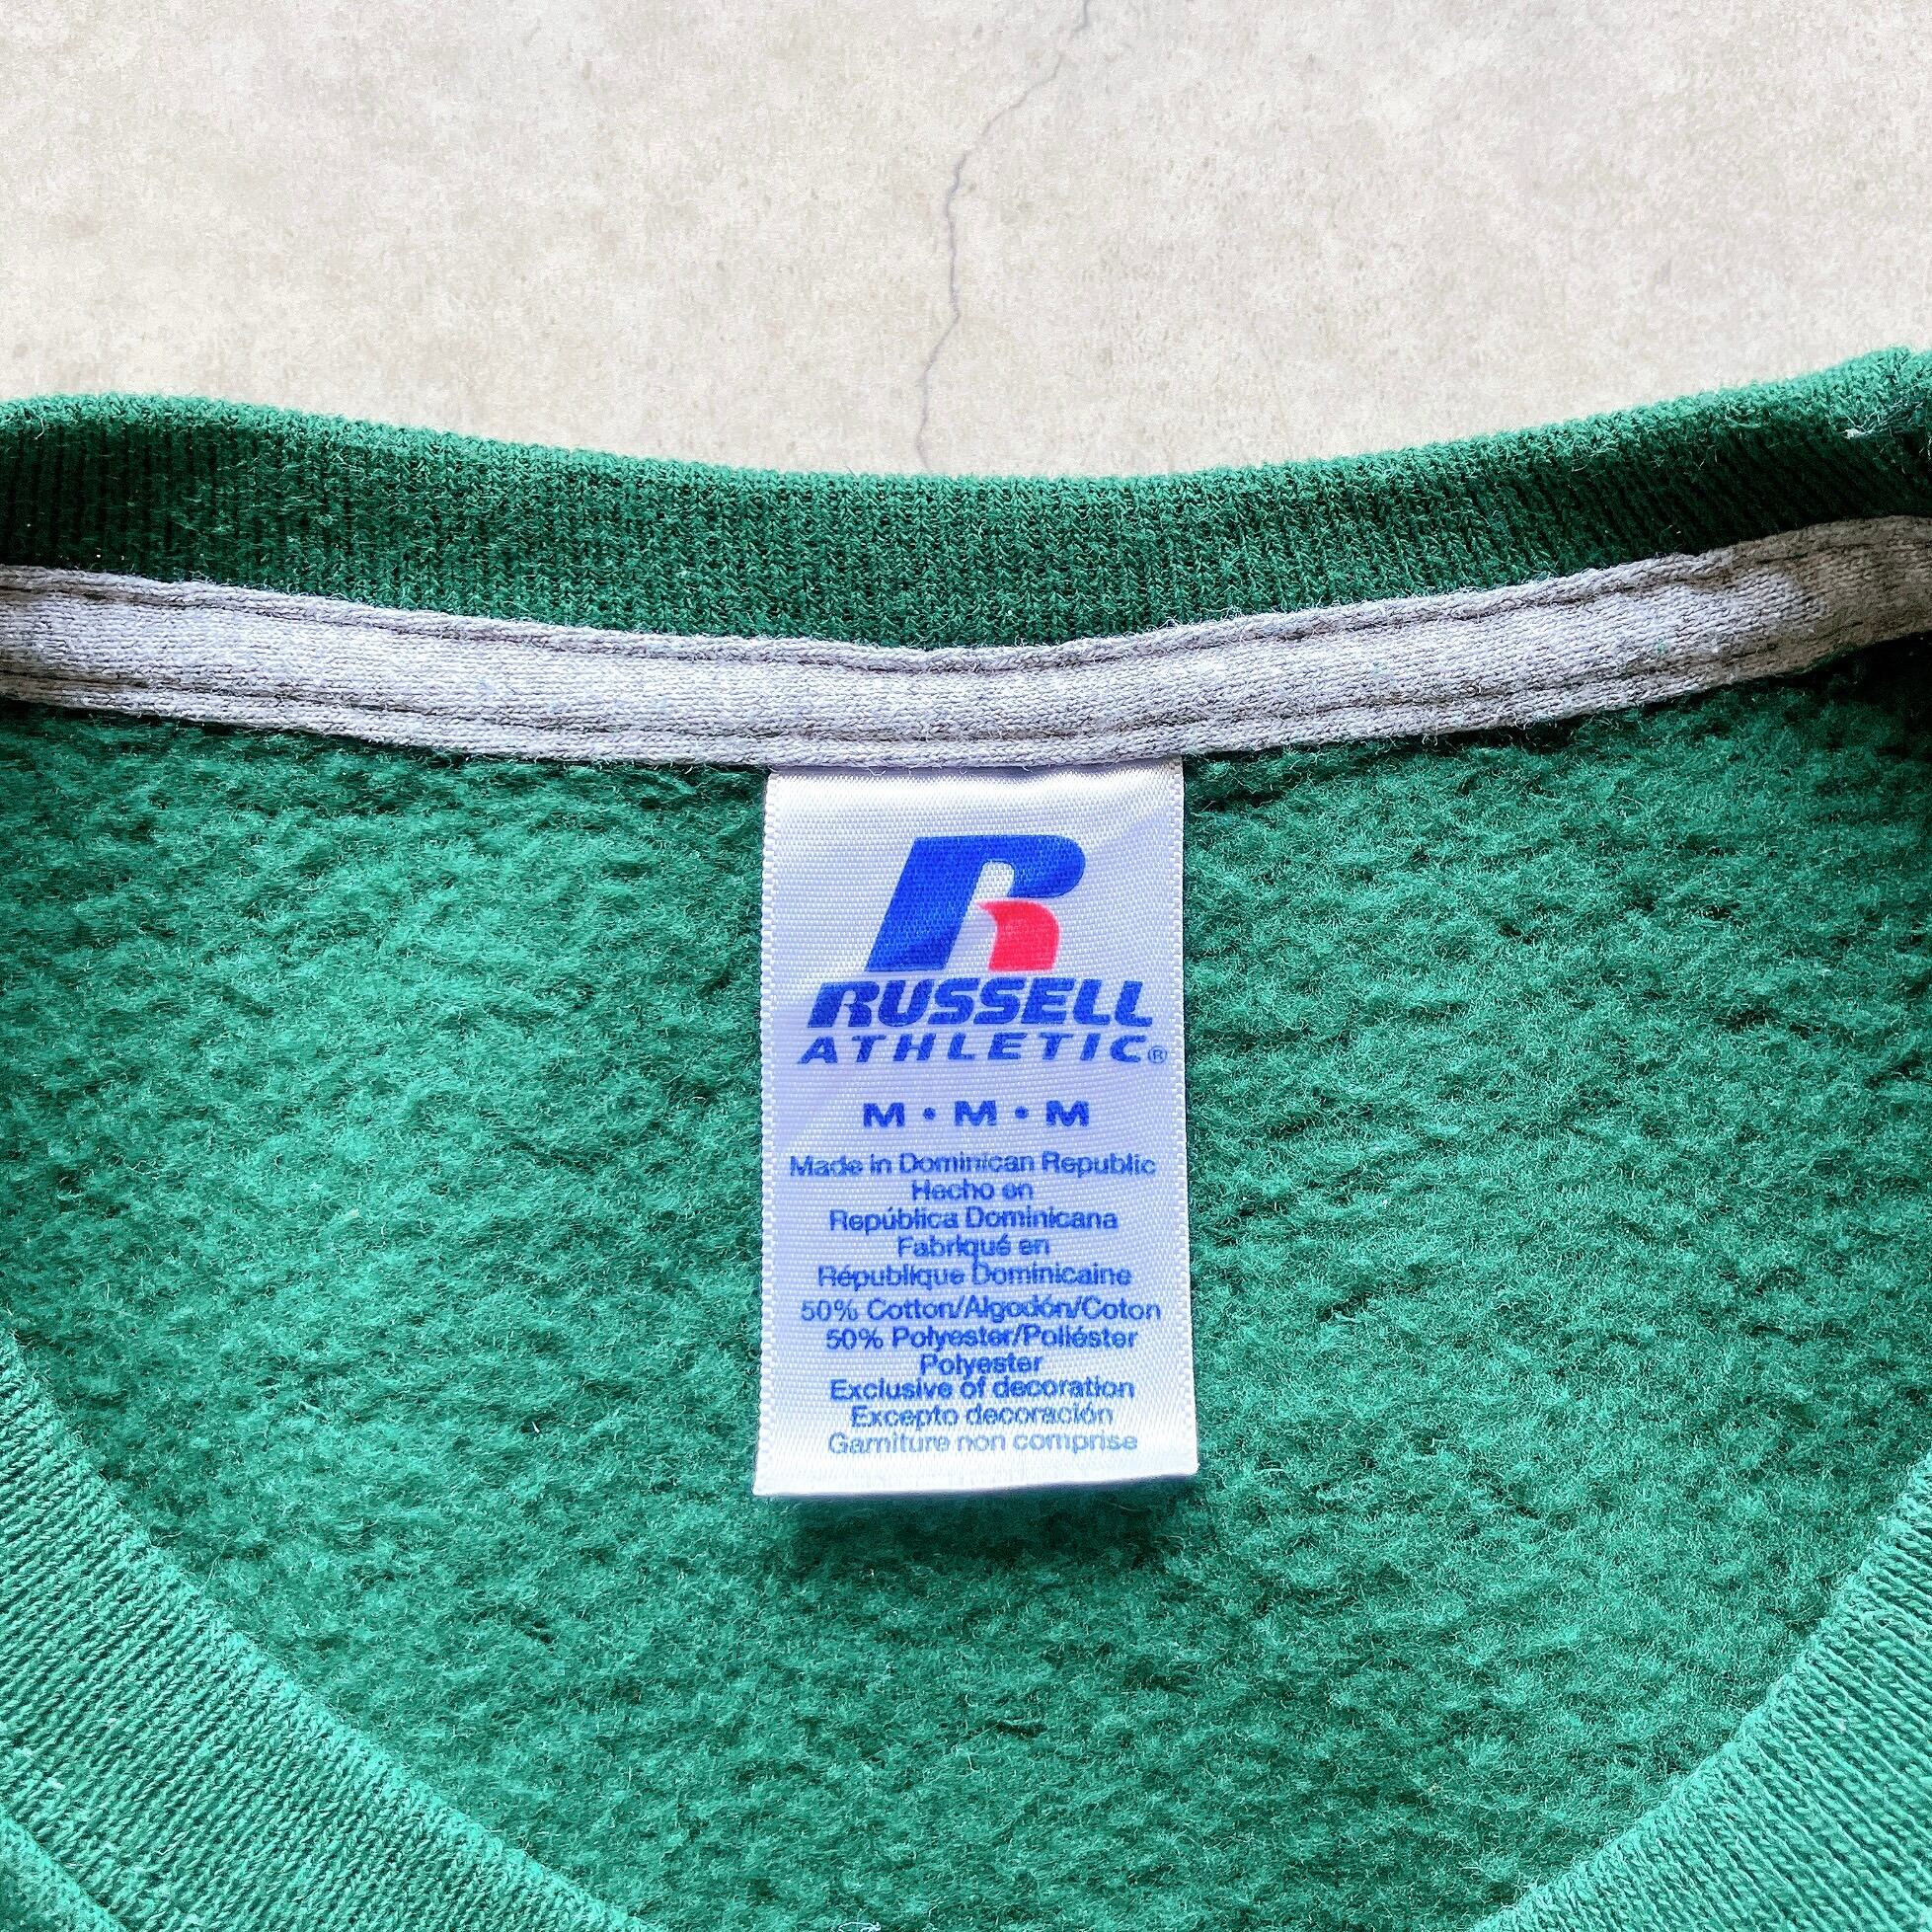 R
RUSSELL
ATHLETIC®
M • M • M
Made in Dominican Republic
Hecho en
República Dominicana
Fabriqué en
République Dominicaine
50% Cotton/Algodón/Coton
50% Polyester/Poliéster
Polyester
Exclusive of decoration
Excepto decoración
Garniture non comprise